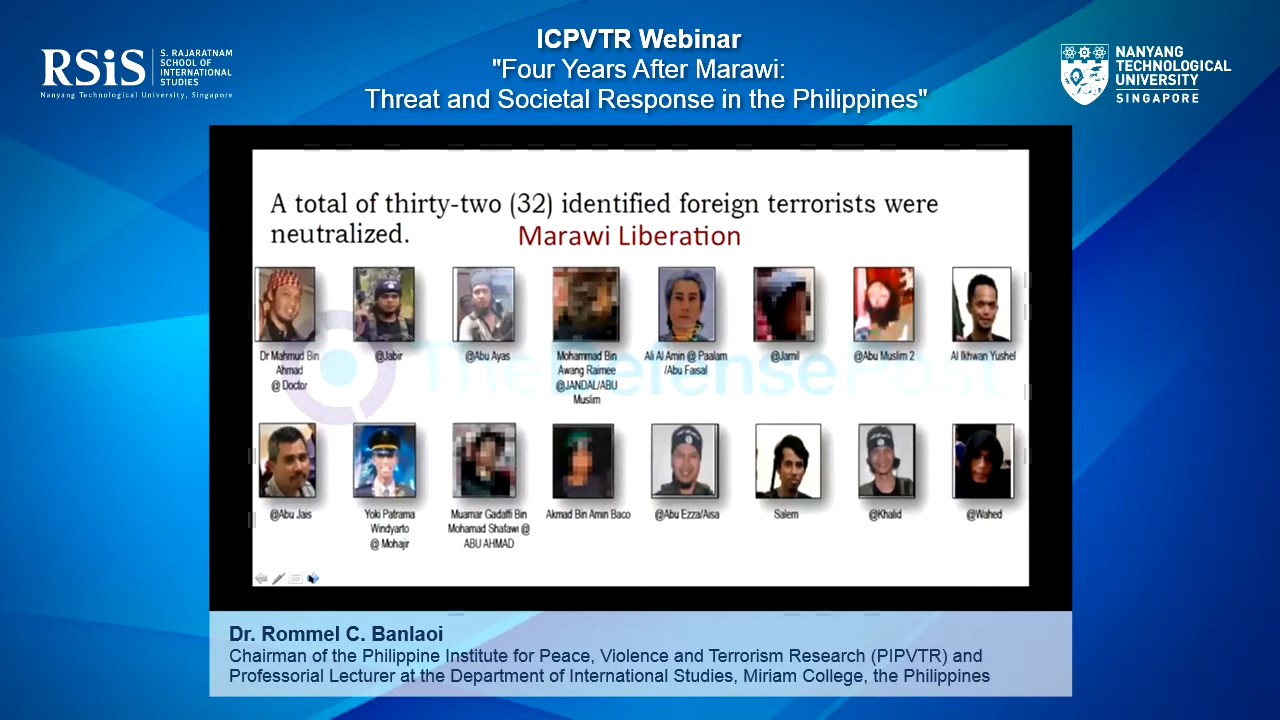 RSiS
S. RAJARATNAM
SCHOOL OF
INTERNATIONAL
STUDIES
Nanyang Technological University, Singapore
ICPVTR Webinar
"Four Years After Marawi:
Threat and Societal Response in the Philippines"
NANYANG
TECHNOLOGICAL
UNIVERSITY
SINGAPORE
A total of thirty-two (32) identified foreign terrorists were
neutralized.
Marawi Liberation
Dr Mahmud Bin
Ahmad
@ Doctor
@Jabir
@Abu Ayas
Mohammad Bin
Awang Raimee
@JANDAL/ABU
Muslim
Ali Al Amin @ Paalam
/Abu Faisal
@Jamil
@Abu Muslim 2
Al Ikhwan Yushel
TheDefensePost
@Abu Jais
Yoki Patrama
Windyarto
@ Mohajir
Muamar Gadaffi Bin
Mohamad Shafawi @
ABU AHMAD
Akmad Bin Amin Baco
@Abu Ezza/Aisa
Salem
@Khalid
@Wahed
Dr. Rommel C. Banlaoi
Chairman of the Philippine Institute for Peace, Violence and Terrorism Research (PIPVTR) and
Professorial Lecturer at the Department of International Studies, Miriam College, the Philippines